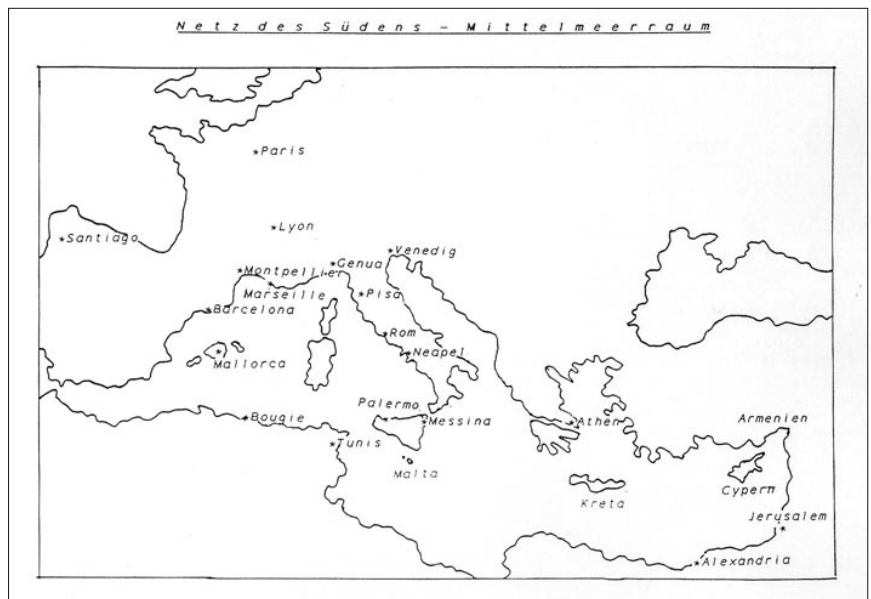 Netz des Südens - Mittelmeerraum
*Paris
*Lyon
*Santiago
*Venedig
*Genua
*Montpellier
Marseille
*Pisa
*Barcelona
*Rom
*Neapel
Mallorca
Palermo
*Bougie
*Messina
*Athen
Armenien
*Tunis
Malta
Cypern
Kreta
Jerusalem
*Alexandria